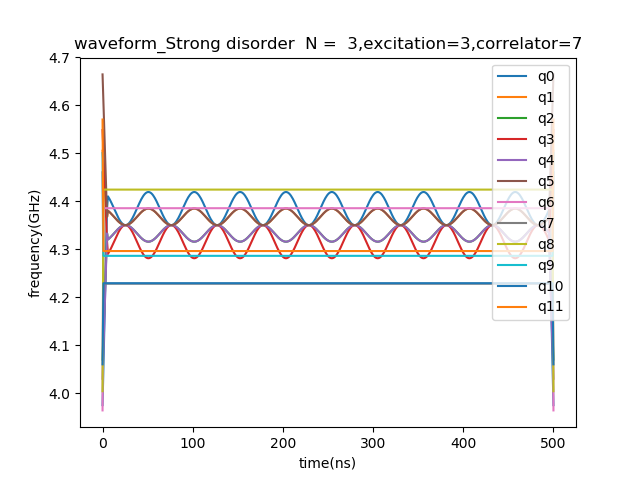 waveform_Strong disorder  N =  3,excitation=3,correlator=7
4.7
4.6
4.5
4.4
4.3
4.2
4.1
4.0
frequency(GHz)
0
100
200
300
400
500
time(ns)
q0
q1
q2
q3
q4
q5
q6
q7
q8
q9
q10
q11